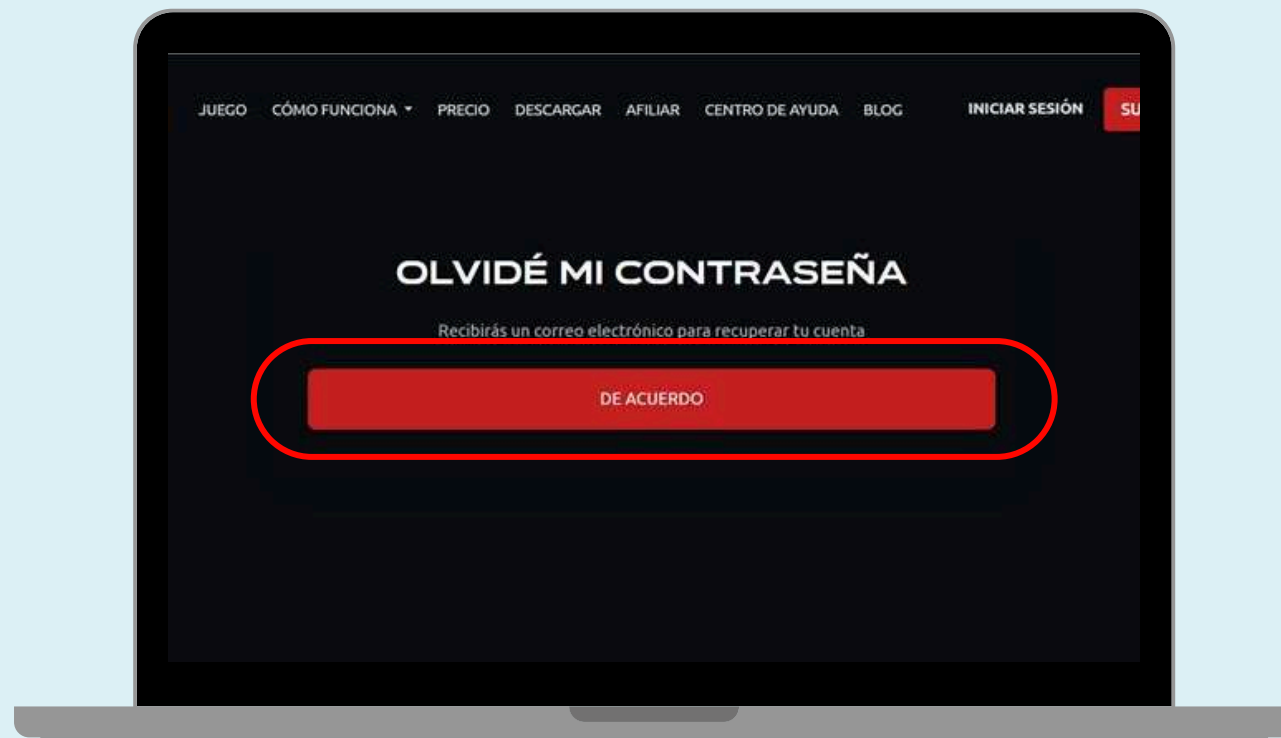 JUEGO CÓMO FUNCIONA PRECIO DESCARGAR AFILIAR CENTRO DE AYUDA BLOG INICIAR SESIÓN
OLVIDÉ MI CONTRASEÑA
Recibirás un correo electrónico para recuperar tu cuenta
DE ACUERDO